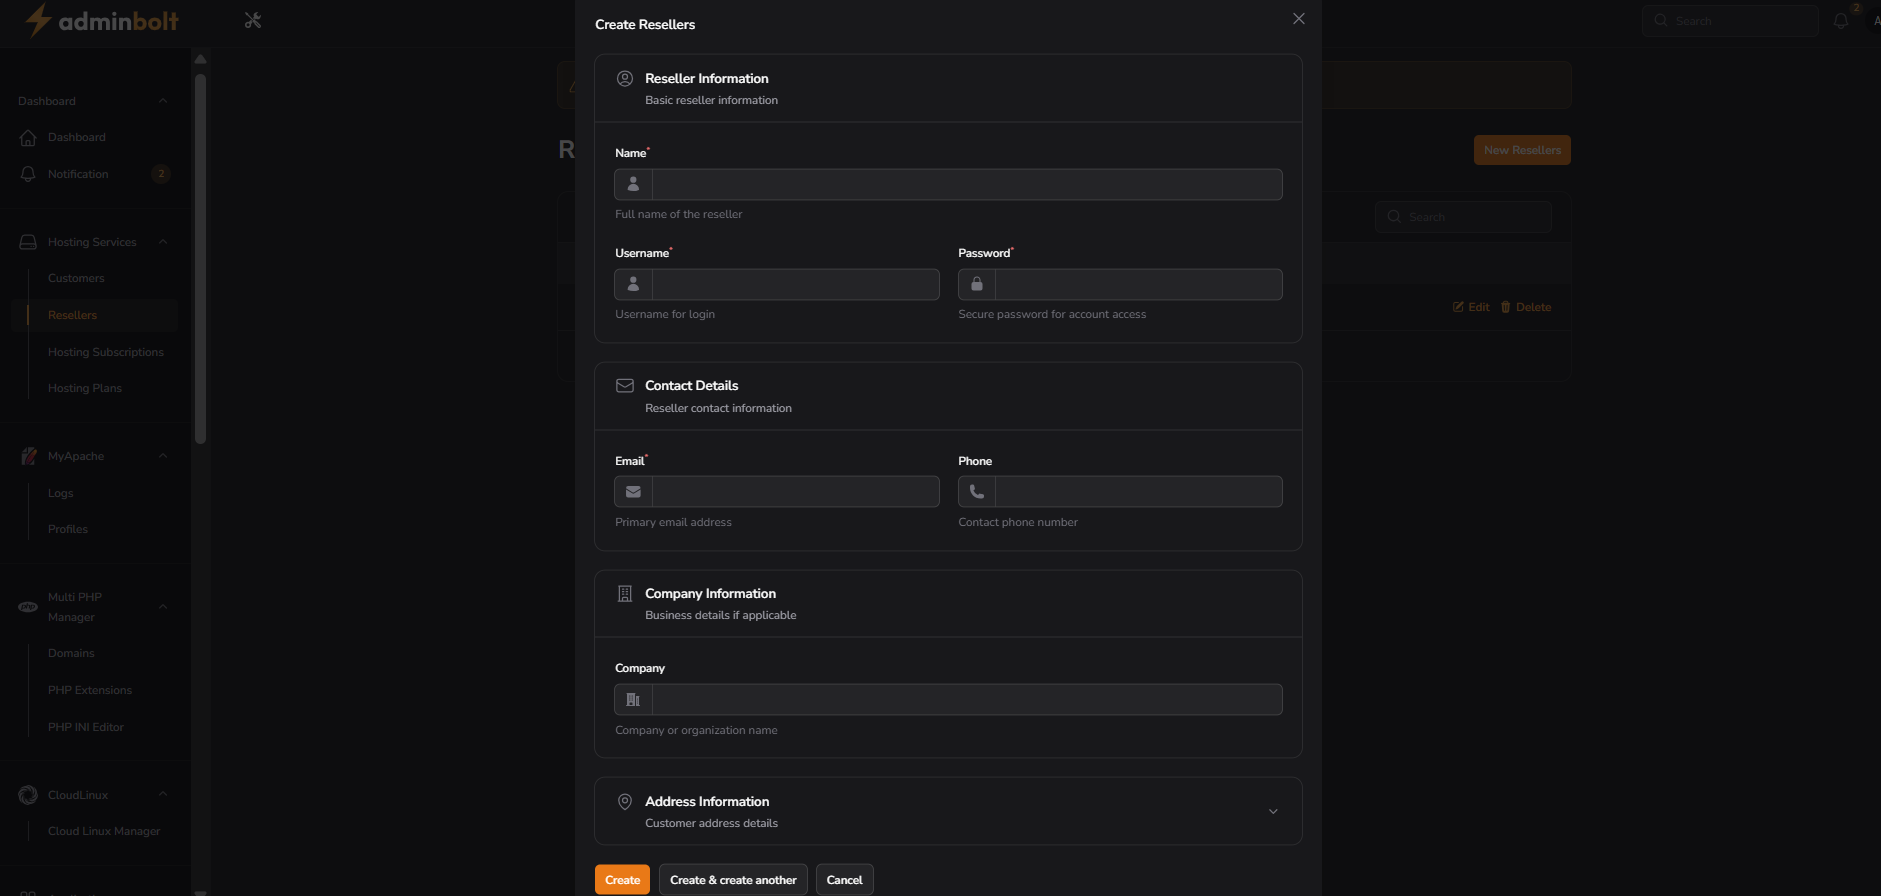 adminbolt
Search
2
A
Dashboard
Dashboard
Notification
2
Hosting Services
Customers
Resellers
Hosting Subscriptions
Hosting Plans
MyApache
Logs
Profiles
php
Multi PHP
Manager
Domains
PHP Extensions
PHP INI Editor
CloudLinux
Cloud Linux Manager
R
New Resellers
Search
Edit
Delete
Create Resellers
Reseller Information
Basic reseller information
Name*
Full name of the reseller
Username*
Password*
Username for login
Secure password for account access
Contact Details
Reseller contact information
Email*
Phone
Primary email address
Contact phone number
Company Information
Business details if applicable
Company
Company or organization name
Address Information
Customer address details
Create
Create & create another
Cancel